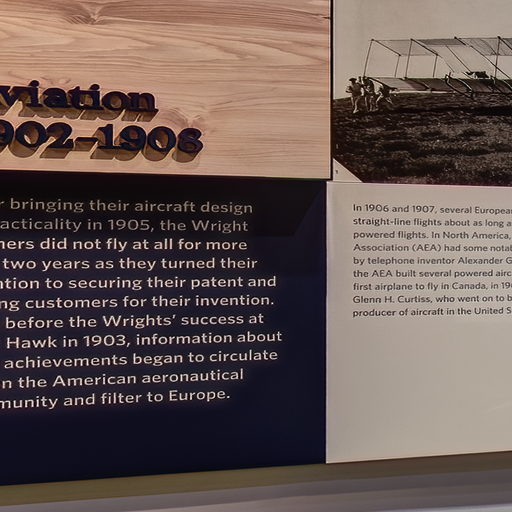 viation
902–1908
r bringing their aircraft design
acticality in 1905, the Wright
hers did not fly at all for more
two years as they turned their
ntion to securing their patent and
ng customers for their invention.
before the Wrights' success at
Hawk in 1903, information about
achievements began to circulate
n the American aeronautical
munity and filter to Europe.
In 1906 and 1907, several European
straight-line flights about as long a
powered flights. In North America,
Association (AEA) had some notab
by telephone inventor Alexander G
the AEA built several powered airc
first airplane to fly in Canada, in 190
Glenn H. Curtiss, who went on to b
producer of aircraft in the United S